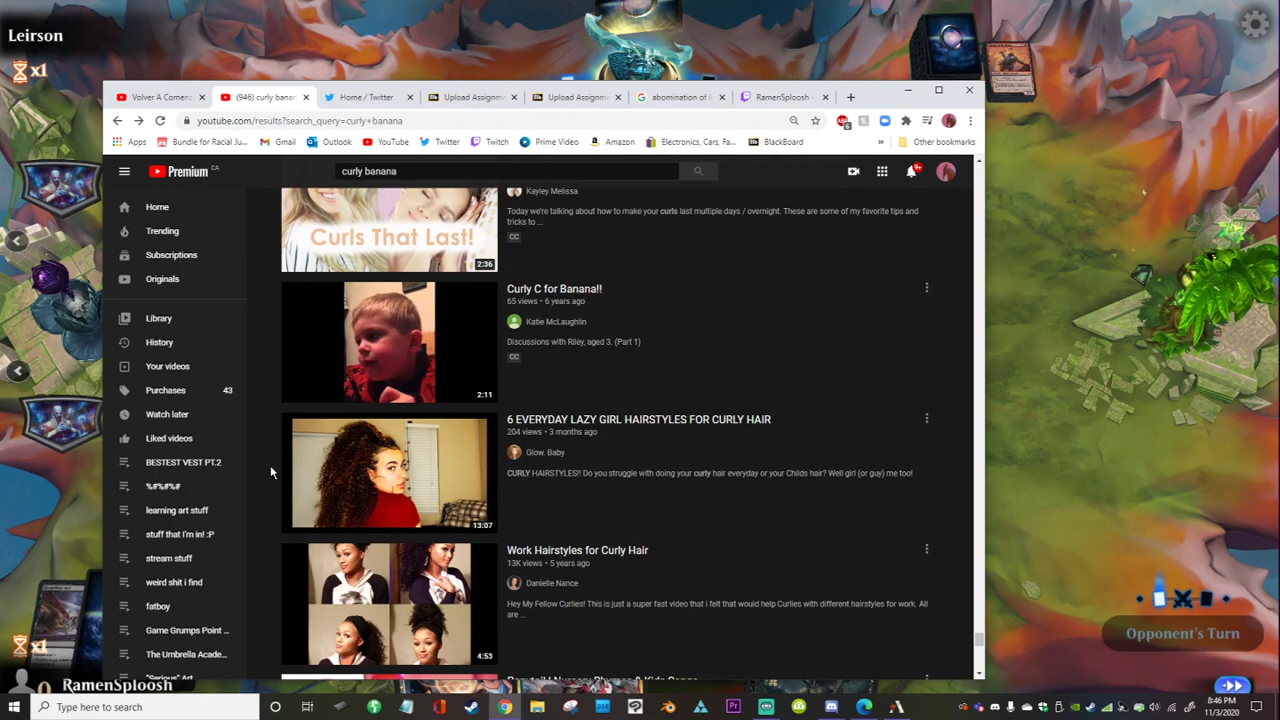 Leirson
x1
Volver A Comenz
(946) curly bana
Home / Twitter
Upload Assignm
Upload Assignm
abomination of l
RamenSploosh
youtube.com/results?search_query=curly+banana
6
Apps
Bundle for Racial Ju...
Gmail
Outlook
YouTube
Twitter
Twitch
Prime Video
Amazon
Electronics, Cars, Fa...
BlackBoard
»
Other bookmarks
Premium CA
curly banana
9+
Home
Trending
Subscriptions
Originals
Library
History
Your videos
Purchases 43
Watch later
Liked videos
BESTEST VEST PT.2
%#%#%#
learning art stuff
stuff that I'm in! :P
stream stuff
weird shit i find
fatboy
Game Grumps Point ...
The Umbrella Acade...
"Serious" Art
Curls That Last!
2:36
Kayley Melissa
Today we're talking about how to make your curls last multiple days / overnight. These are some of my favorite tips and
tricks to ...
CC
2:11
Curly C for Banana!!
65 views • 6 years ago
Katie McLaughlin
Discussions with Riley, aged 3. (Part 1)
CC
13:07
6 EVERYDAY LAZY GIRL HAIRSTYLES FOR CURLY HAIR
204 views • 3 months ago
Glow. Baby
CURLY HAIRSTYLES!! Do you struggle with doing your curly hair everyday or your Childs hair? Well girl (or guy) me too!
4:53
Work Hairstyles for Curly Hair
13K views • 5 years ago
Danielle Nance
Hey My Fellow Curlies! This is just a super fast video that i felt that would help Curlies with different hairstyles for work. All
are ...
Opponent's Turn
x1
0 RamenSploosh
Type here to search
8:46 PM
11/3/2020